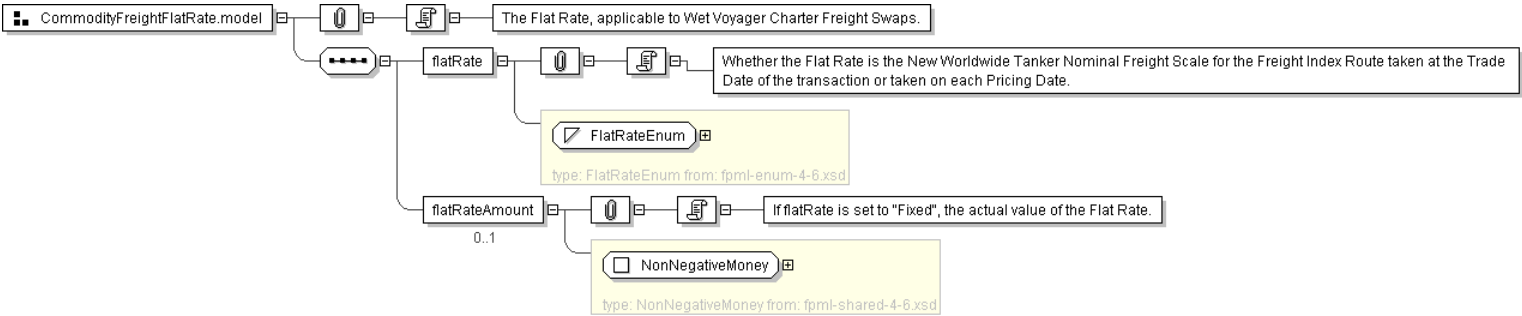 CommodityFreightFlatRate.model
The Flat Rate, applicable to Wet Voyager Charter Freight Swaps.
flatRate
Whether the Flat Rate is the New Worldwide Tanker Nominal Freight Scale for the Freight Index Route taken at the Trade
Date of the transaction or taken on each Pricing Date.
FlatRateEnum
type: FlatRateEnum from: fpml-enum-4-6.xsd
flatRateAmount
If flatRate is set to "Fixed", the actual value of the Flat Rate.
0..1
NonNegativeMoney
type: NonNegativeMoney from: fpml-shared-4-6.xsd